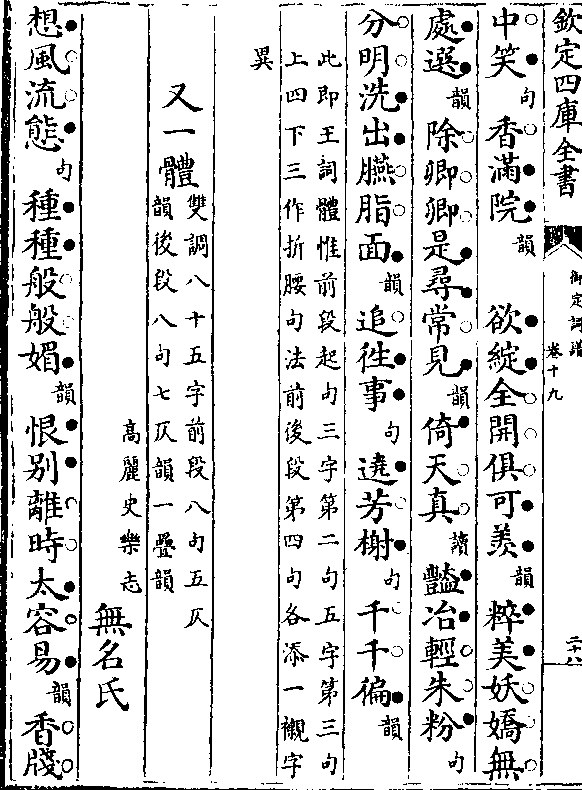 欽定四庫全書
御定詞譜
卷十九
二十八
中笑句香滿院韻欲綻全開俱可羨韻粹美妖嬌無
處選韻除卿卿是尋常見韻倚天真讀豔冶輕朱粉句
分明洗出臙脂面韻追徃事句遶芳榭句千千徧韻
此即王詞體惟前段起句三字第二句五字第三句
上四下三作折腰句法前後段第四句各添一襯字
異
又一體雙調八十五字前段八句五仄
韻後段八句七仄韻一疊韻
高麗史樂志
無名氏
想風流態句種種般般媚韻恨別離時太容易韻香牋